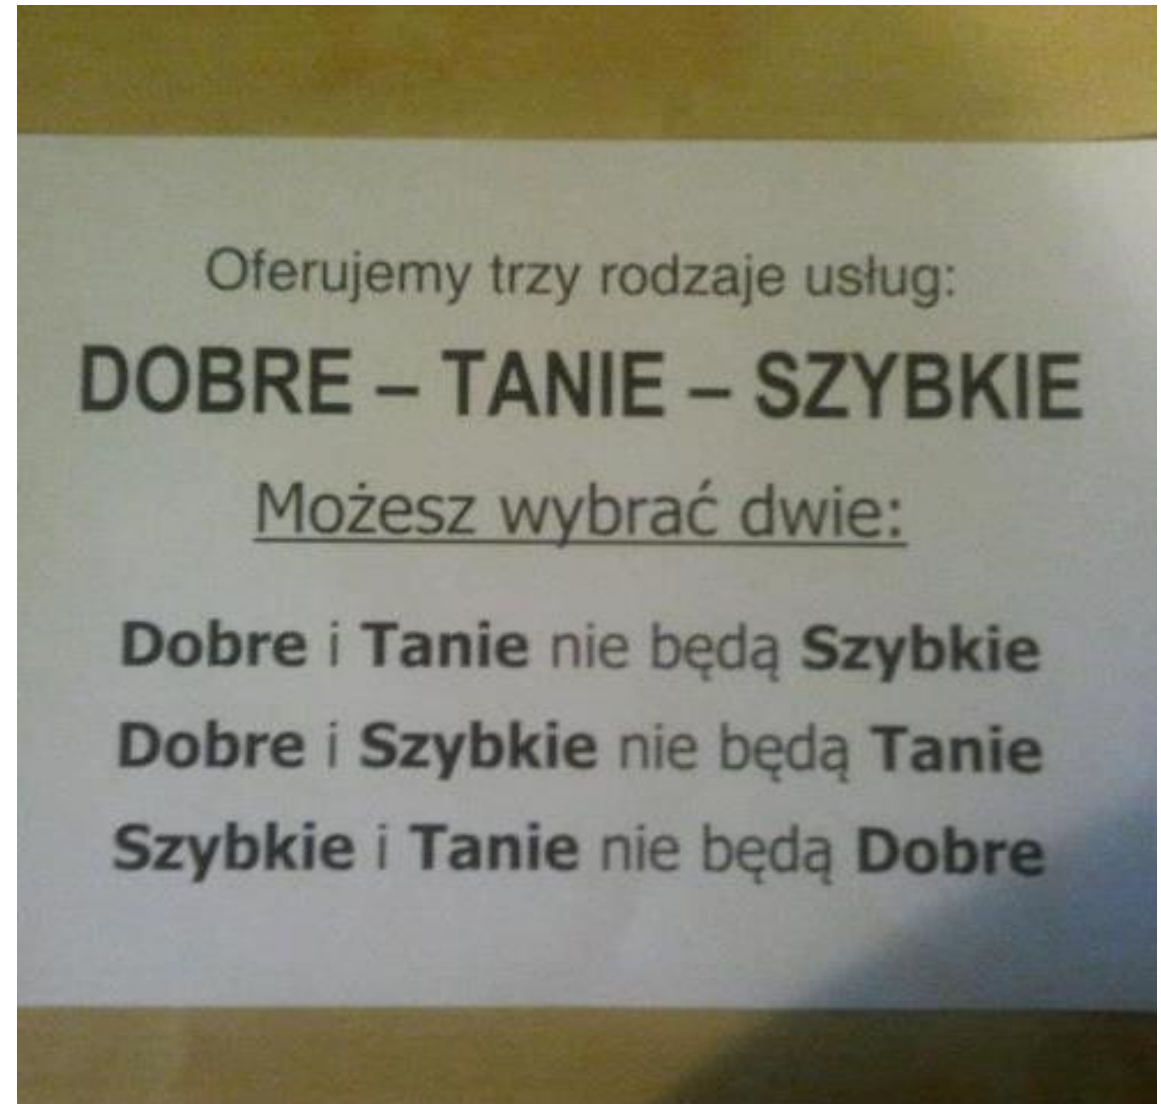 Oferujemy trzy rodzaje usług:
DOBRE – TANIE – SZYBKIE
Możesz wybrać dwie:
Dobre i Tanie nie będą Szybkie
Dobre i Szybkie nie będą Tanie
Szybkie i Tanie nie będą Dobre